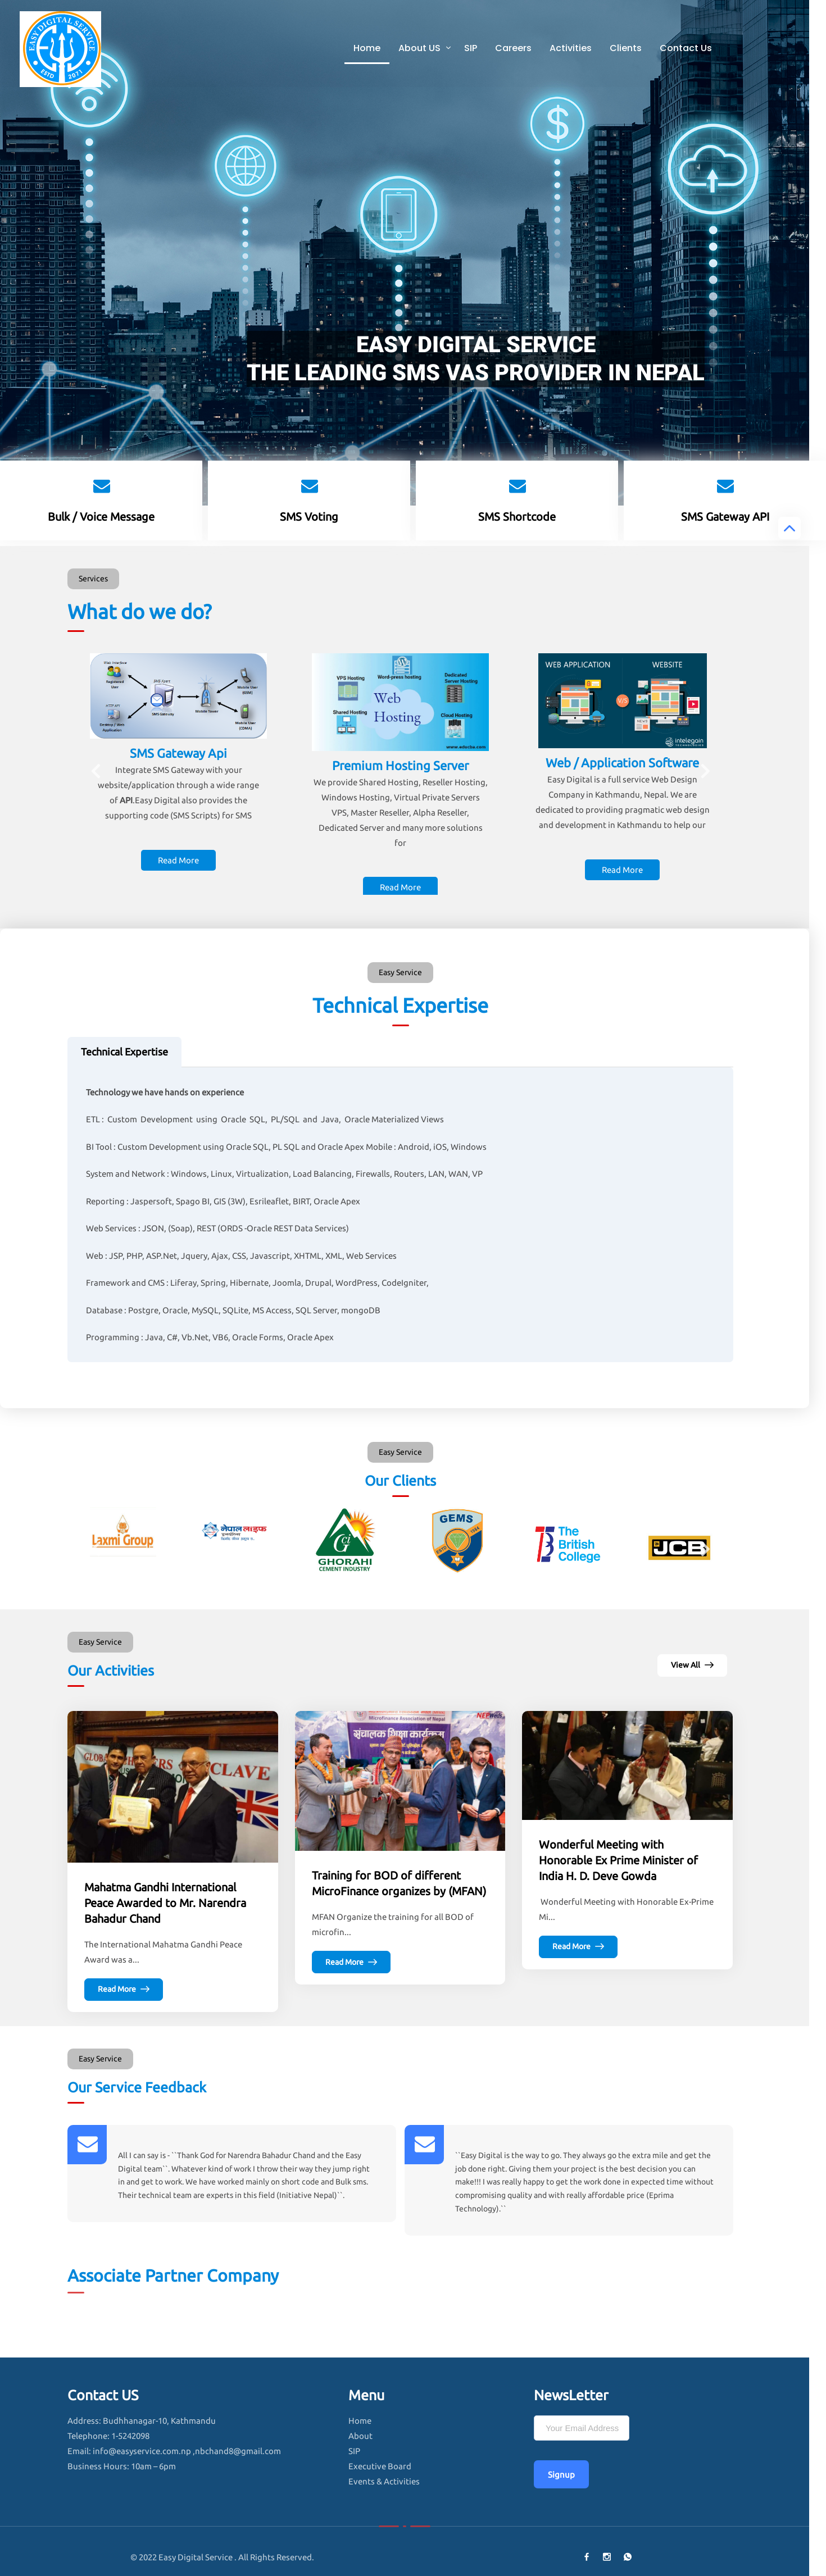 EASY DIGITAL SERVICE
ESTD 2071
Home About US SIP Careers Activities Clients Contact Us
EASY DIGITAL SERVICE
THE LEADING SMS VAS PROVIDER IN NEPAL
Bulk / Voice Message
SMS Voting
SMS Shortcode
SMS Gateway API
Services
What do we do?
SMS Gateway Api
Integrate SMS Gateway with your
website/application through a wide range
of API.Easy Digital also provides the
supporting code (SMS Scripts) for SMS
Read More
VPS Hosting
Word-press hosting
Dedicated
Server Hosting
Shared Hosting
Web
Hosting
Cloud Hosting
Premium Hosting Server
We provide Shared Hosting, Reseller Hosting,
Windows Hosting, Virtual Private Servers
VPS, Master Reseller, Alpha Reseller,
Dedicated Server and many more solutions
for
Read More
WEB APPLICATION
WEBSITE
VS
intelegain
Web / Application Software
Easy Digital is a full service Web Design
Company in Kathmandu, Nepal. We are
dedicated to providing pragmatic web design
and development in Kathmandu to help our
Read More
Easy Service
Technical Expertise
Technical Expertise
Technology we have hands on experience
ETL : Custom Development using Oracle SQL, PL/SQL and Java, Oracle Materialized Views
BI Tool : Custom Development using Oracle SQL, PL SQL and Oracle Apex Mobile : Android, iOS, Windows
System and Network : Windows, Linux, Virtualization, Load Balancing, Firewalls, Routers, LAN, WAN, VP
Reporting : Jaspersoft, Spago BI, GIS (3W), Esrileaflet, BIRT, Oracle Apex
Web Services : JSON, (Soap), REST (ORDS -Oracle REST Data Services)
Web : JSP, PHP, ASP.Net, Jquery, Ajax, CSS, Javascript, XHTML, XML, Web Services
Framework and CMS : Liferay, Spring, Hibernate, Joomla, Drupal, WordPress, CodeIgniter,
Database : Postgre, Oracle, MySQL, SQLite, MS Access, SQL Server, mongoDB
Programming : Java, C#, Vb.Net, VB6, Oracle Forms, Oracle Apex
Easy Service
Our Clients
Laxmi Group
नेपाल लाइफ
GHORAHI
CEMENT INDUSTRY
GEMS
The
British
College
JCB
Easy Service
Our Activities
View All
Mahatma Gandhi International
Peace Awarded to Mr. Narendra
Bahadur Chand
The International Mahatma Gandhi Peace
Award was a...
Read More
Microfinance Association of Nepal
Training for BOD of different
MicroFinance organizes by (MFAN)
MFAN Organize the training for all BOD of
microfin...
Read More
Wonderful Meeting with
Honorable Ex Prime Minister of
India H. D. Deve Gowda
Wonderful Meeting with Honorable Ex-Prime
Mi...
Read More
Easy Service
Our Service Feedback
All I can say is - ``Thank God for Narendra Bahadur Chand and the Easy
Digital team``. Whatever kind of work I throw their way they jump right
in and get to work. We have worked mainly on short code and Bulk sms.
Their technical team are experts in this field (Initiative Nepal)``.
``Easy Digital is the way to go. They always go the extra mile and get the
job done right. Giving them your project is the best decision you can
make!!! I was really happy to get the work done in expected time without
compromising quality and with really affordable price (Eprima
Technology).``
Associate Partner Company
Contact US
Address: Budhhanagar-10, Kathmandu
Telephone: 1-5242098
Email: info@easyservice.com.np ,nbchand8@gmail.com
Business Hours: 10am – 6pm
Menu
Home
About
SIP
Executive Board
Events & Activities
NewsLetter
Your Email Address
Signup
© 2022 Easy Digital Service . All Rights Reserved.